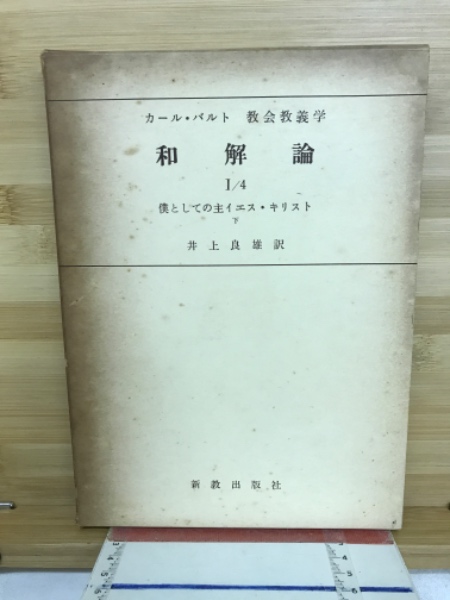 カール・バルト 教会教義学
和解論
I/4
僕としての主イエス・キリスト
下
井上良雄訳
新教出版社